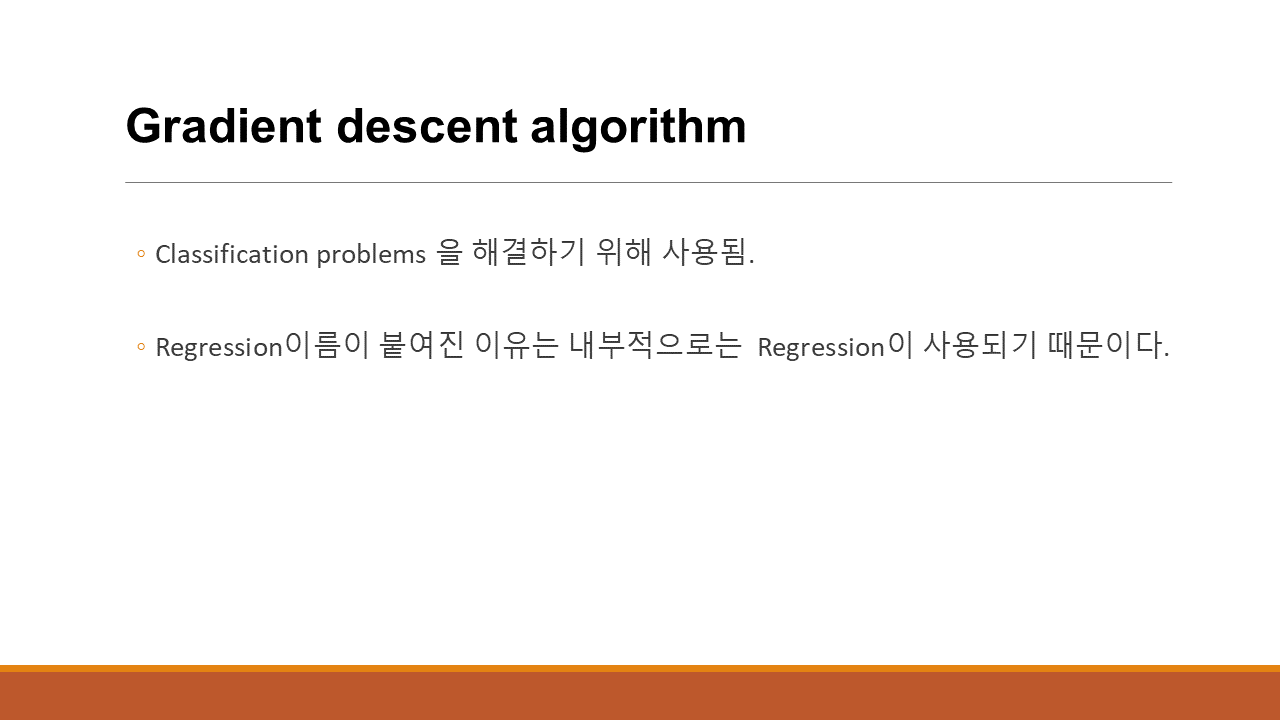 Gradient descent algorithm
◦ Classification problems 을 해결하기 위해 사용됨.
◦ Regression이름이 붙여진 이유는 내부적으로는 Regression이 사용되기 때문이다.